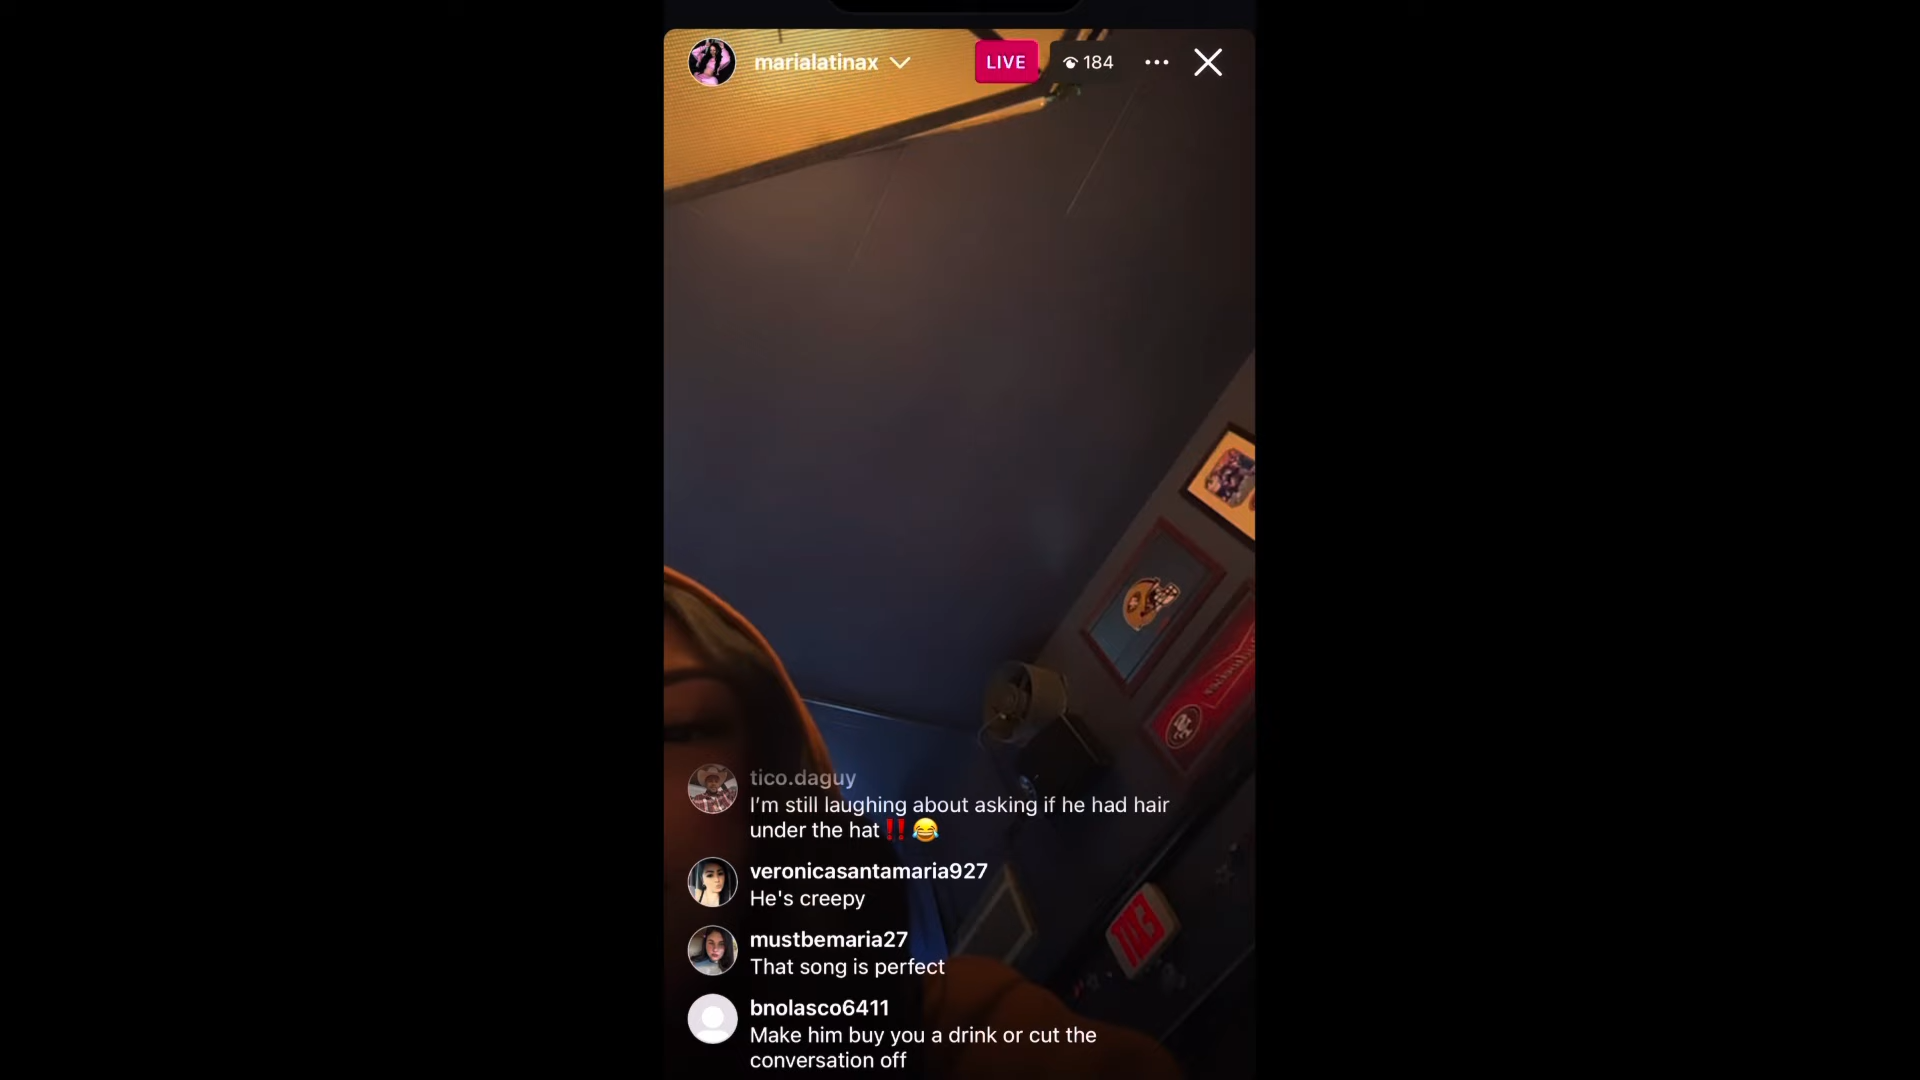 marialatinax
LIVE
184
tico.daguy
I’m still laughing about asking if he had hair
under the hat‼️😂
veronicasantamaria927
He's creepy
mustbemaria27
That song is perfect
bnolasco6411
Make him buy you a drink or cut the
conversation off